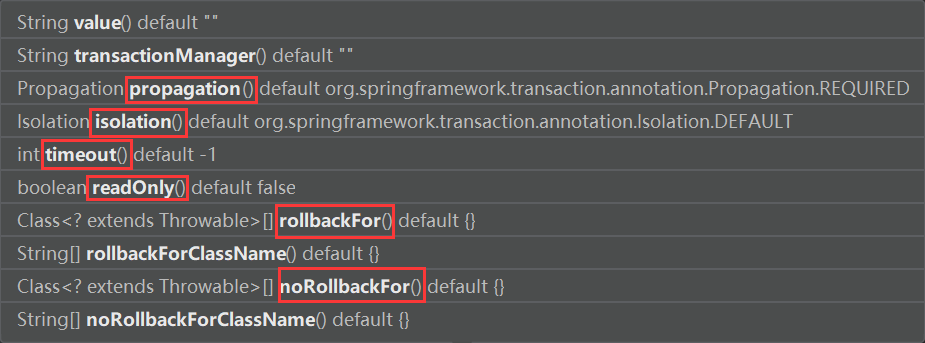 String value() default ""
String transactionManager() default ""
Propagation propagation() default org.springframework.transaction.annotation.Propagation.REQUIRED
Isolation isolation() default org.springframework.transaction.annotation.Isolation.DEFAULT
int timeout() default -1
boolean readOnly() default false
Class<? extends Throwable>[] rollbackFor() default {}
String[] rollbackForClassName() default {}
Class<? extends Throwable>[] noRollbackFor() default {}
String[] noRollbackForClassName() default {}